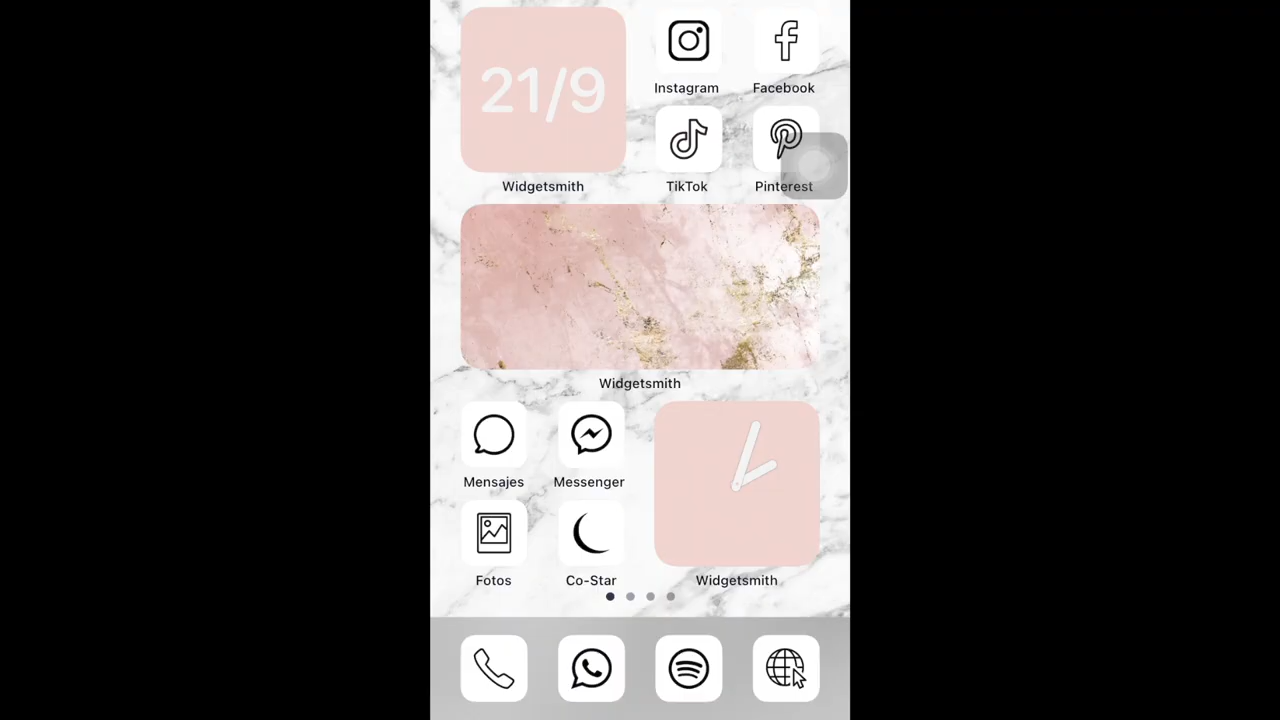 21/9
Instagram
Facebook
TikTok
Pinterest
Widgetsmith
Widgetsmith
Mensajes
Messenger
Fotos
Co-Star
Widgetsmith